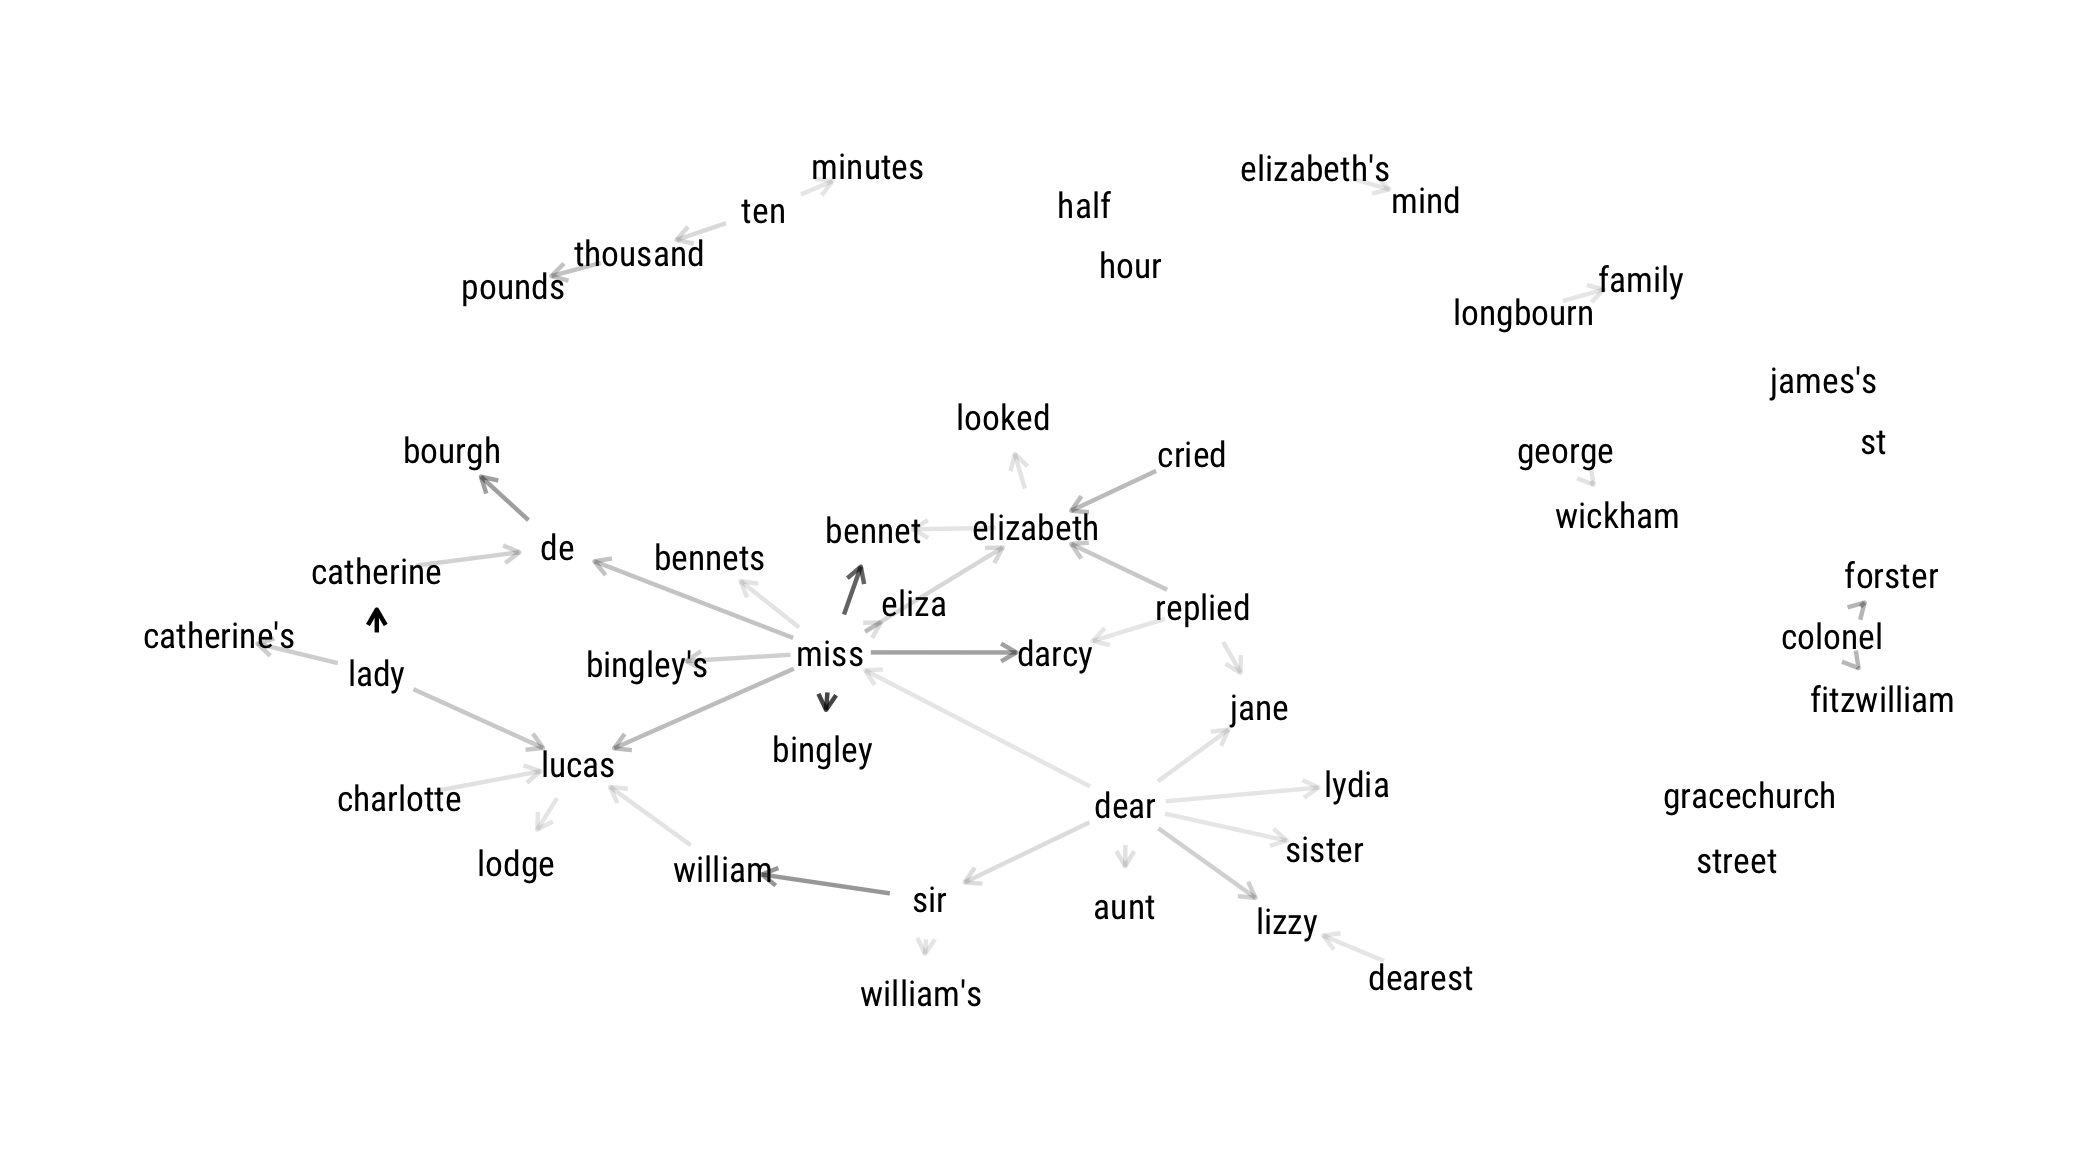 minutes
elizabeth's
mind
half
ten
thousand
hour
pounds
family
longbourn
james's
looked
st
bourgh
cried
george
wickham
bennet
elizabeth
de
bennets
catherine
forster
eliza
replied
catherine's
colonel
miss
darcy
bingley's
lady
fitzwilliam
jane
bingley
lucas
lydia
charlotte
dear
gracechurch
sister
lodge
william
street
sir
aunt
lizzy
dearest
william's